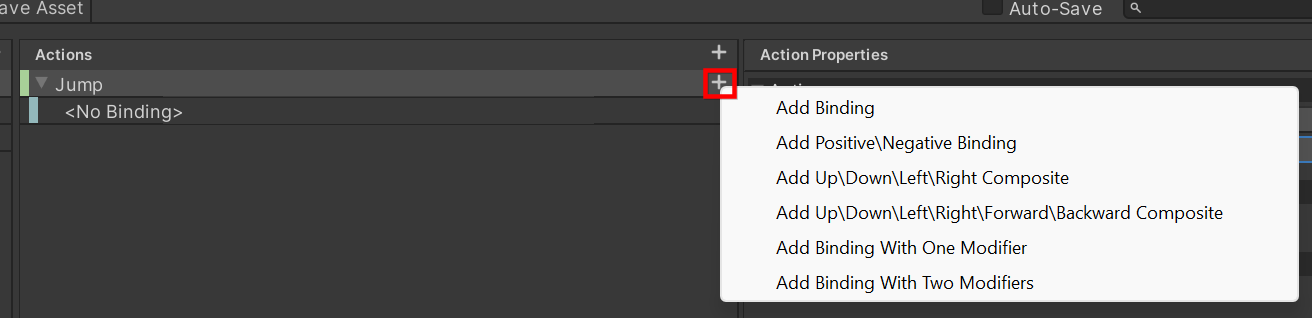 ave Asset
Auto-Save
Actions
Action Properties
Jump
<No Binding>
Add Binding
Add Positive\Negative Binding
Add Up\Down\Left\Right Composite
Add Up\Down\Left\Right\Forward\Backward Composite
Add Binding With One Modifier
Add Binding With Two Modifiers